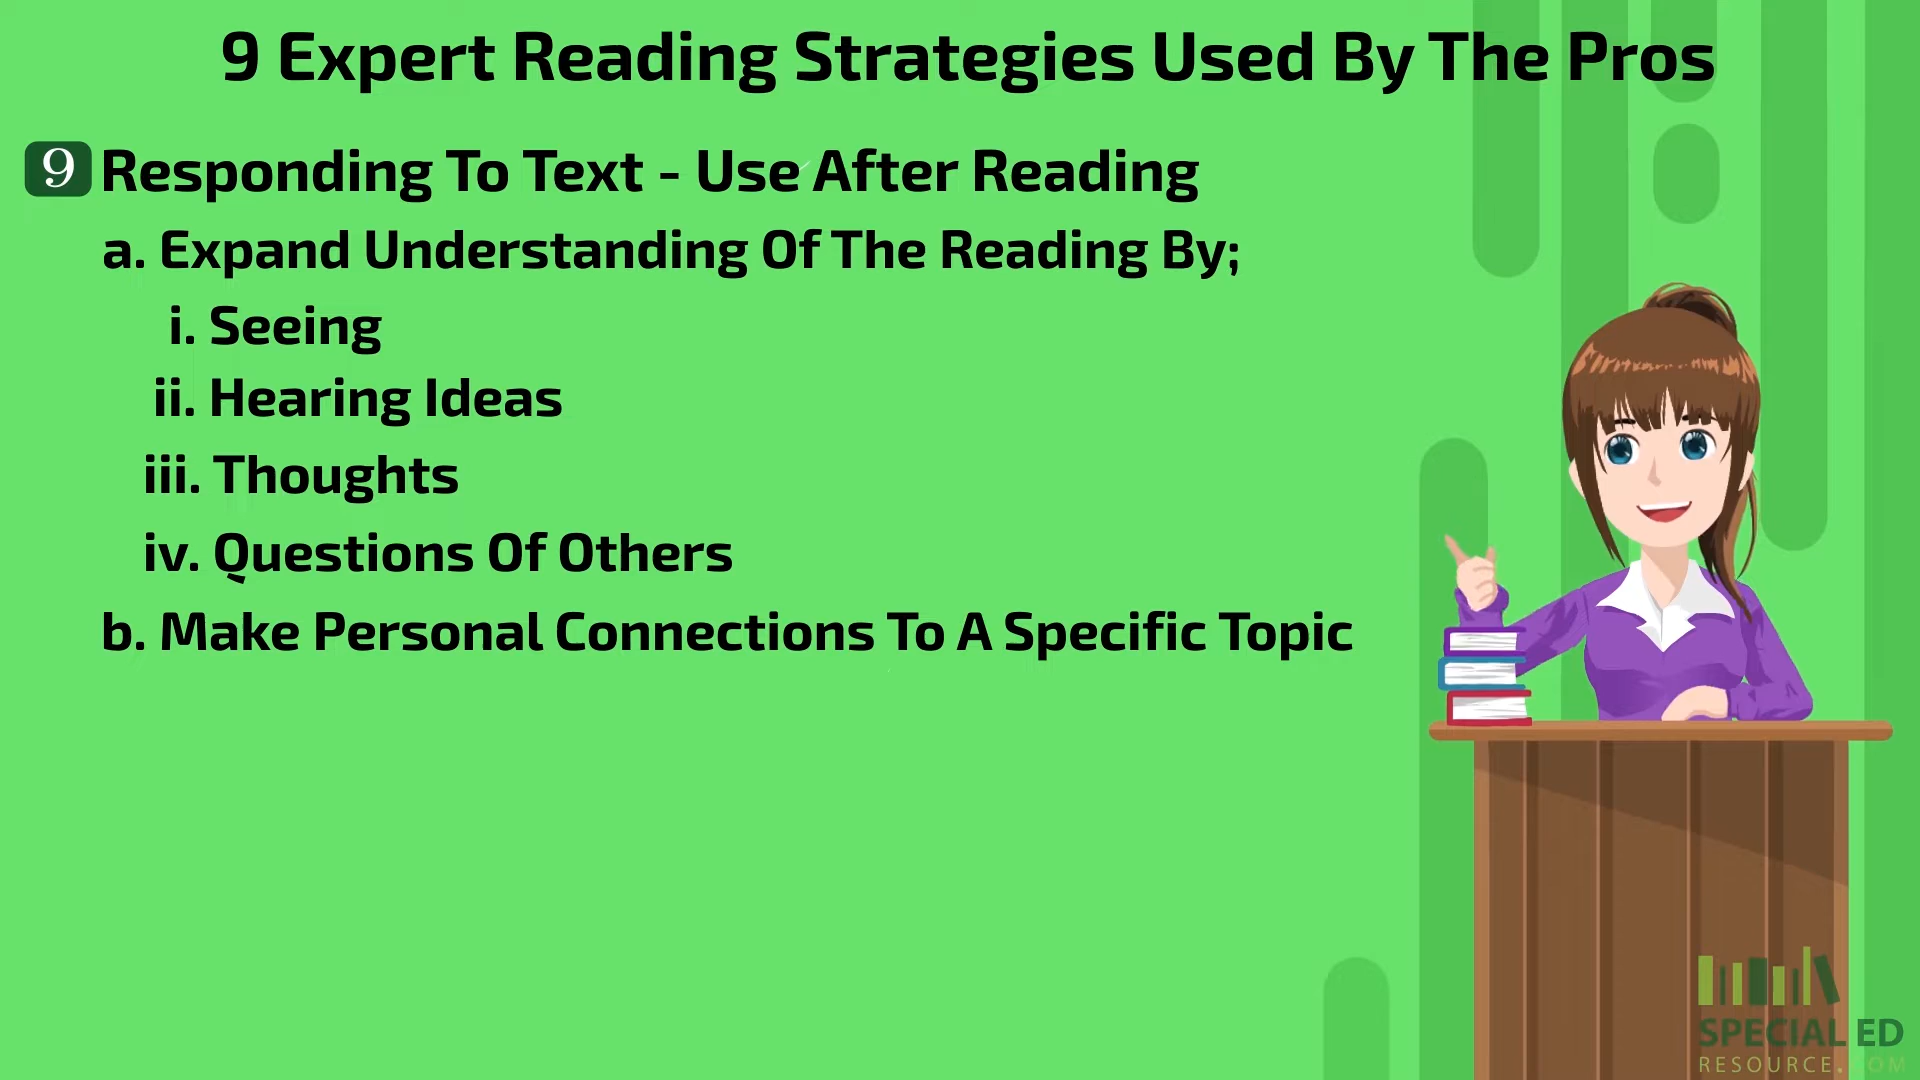 9 Expert Reading Strategies Used By The Pros
9 Responding To Text - Use After Reading
a. Expand Understanding Of The Reading By;
i. Seeing
ii. Hearing Ideas
iii. Thoughts
iv. Questions Of Others
b. Make Personal Connections To A Specific Topic
SPECIAL ED
RESOURCE.COM